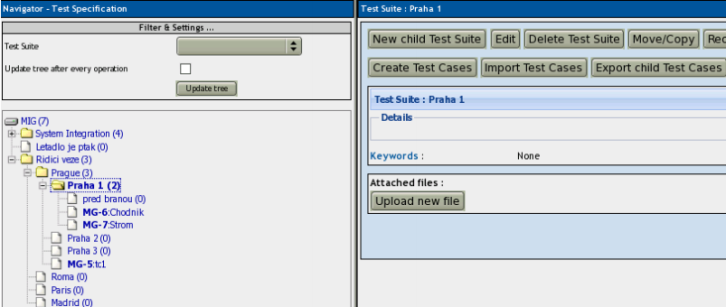 Navigator - Test Specification
Filter & Settings ...
Test Suite
Update tree after every operation
Update tree
MIG (7)
System Integration (4)
Letadlo je ptak (0)
Ridici veze (3)
Prague (3)
Praha 1 (2)
pred branou (0)
MG-6:Chodnik
MG-7:Strom
Praha 2 (0)
Praha 3 (0)
MG-5:tc1
Roma (0)
Paris (0)
Madrid (0)
Test Suite : Praha 1
New child Test Suite Edit Delete Test Suite Move/Copy Reo
Create Test Cases Import Test Cases Export child Test Cases
Test Suite : Praha 1
Details
Keywords : None
Attached files :
Upload new file